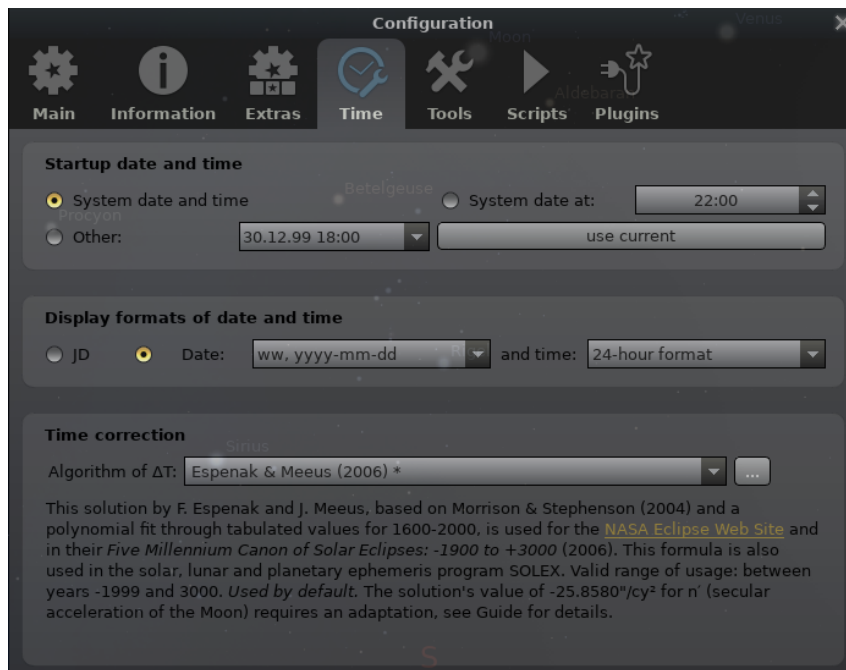 Configuration
Venus
Moon
Aldebara
Main Information Extras Time Tools Scripts Plugins
Startup date and time
System date and time System date at: 22:00
Betelgeuse
Procyon
Other: 30.12.99 18:00 use current
Display formats of date and time
JD Date: ww, yyyy-mm-dd and time: 24-hour format
Time correction
Sirius
Algorithm of ΔT: Espenak & Meeus (2006) * ...
This solution by F. Espenak and J. Meeus, based on Morrison & Stephenson (2004) and a
polynomial fit through tabulated values for 1600-2000, is used for the NASA Eclipse Web Site and
in their Five Millennium Canon of Solar Eclipses: -1900 to +3000 (2006). This formula is also
used in the solar, lunar and planetary ephemeris program SOLEX. Valid range of usage: between
years -1999 and 3000. Used by default. The solution's value of -25.8580"/cy² for n′ (secular
acceleration of the Moon) requires an adaptation, see Guide for details.
S